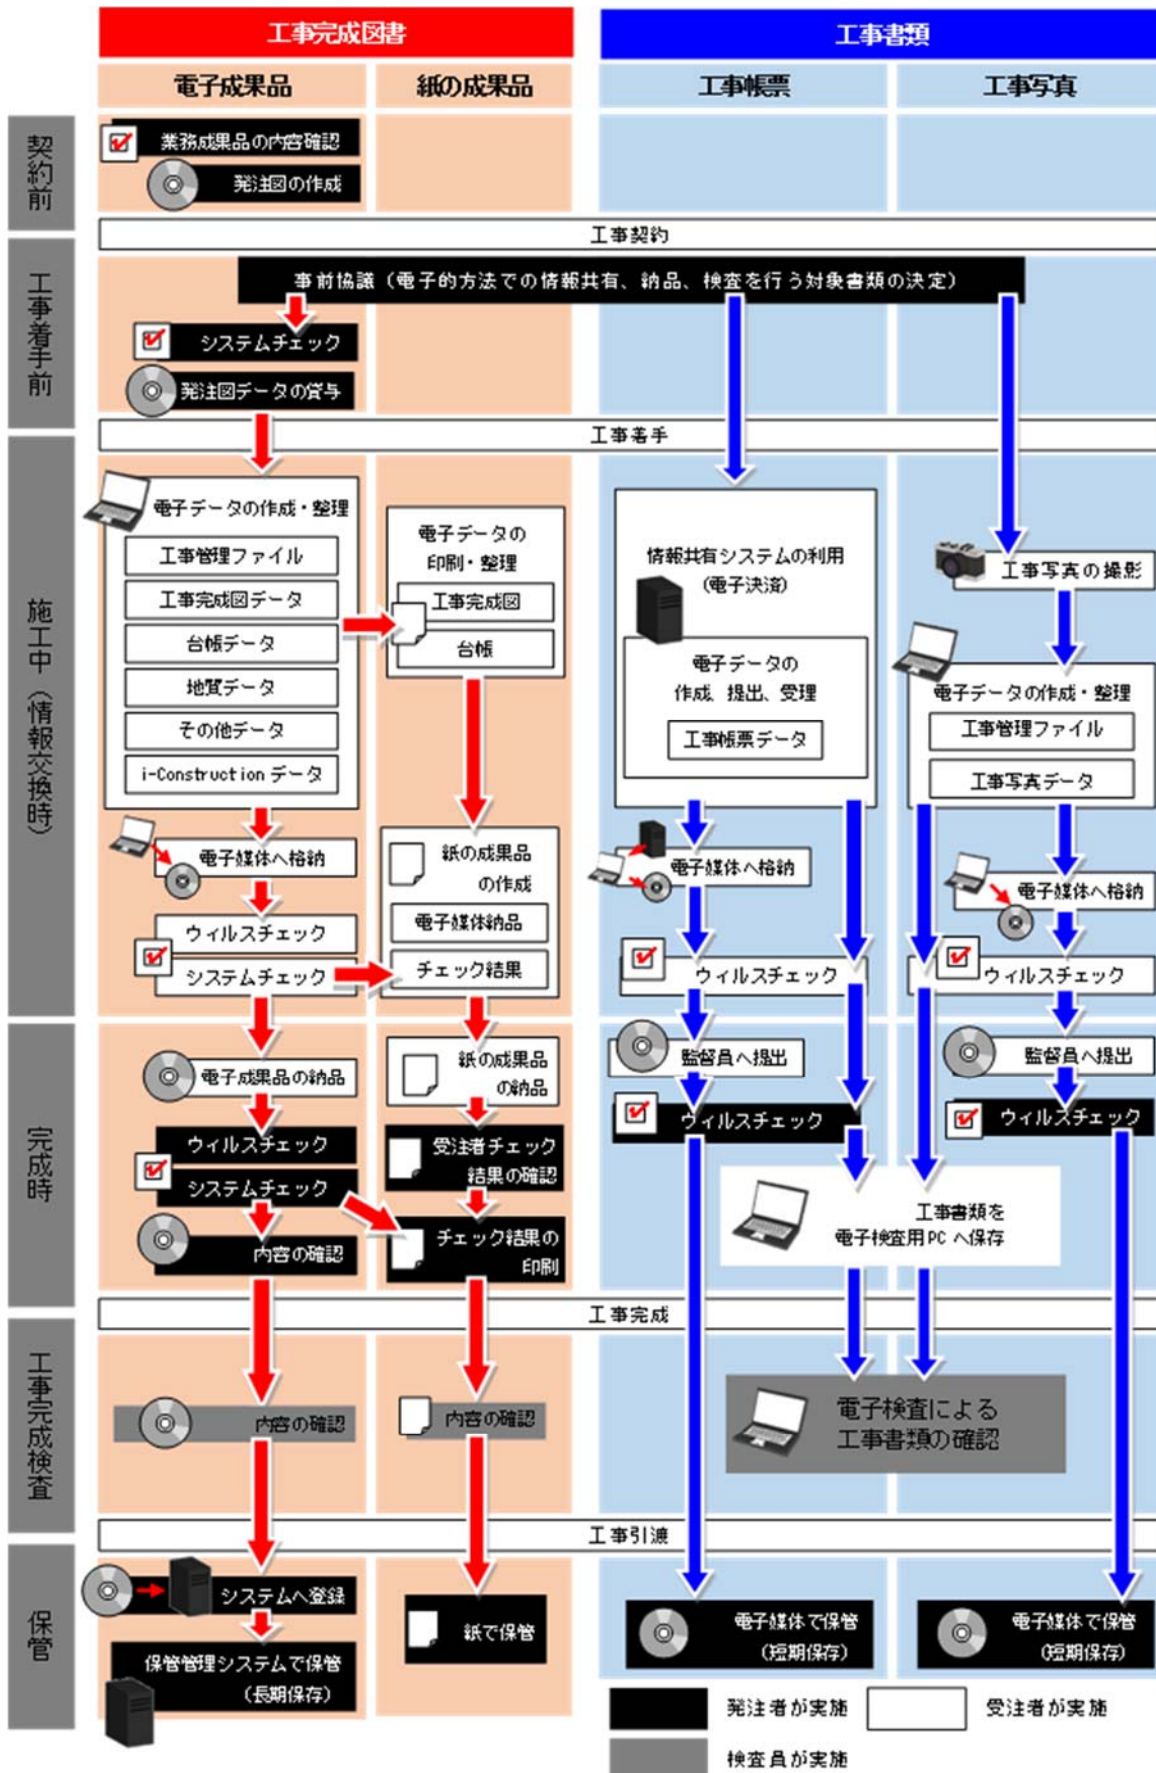 工事完成図書
工事書類
電子成果品
紙の成果品
工事帳票
工事写真
契約前
業務成果品の内容確認
発注図の作成
工事契約
工事着手前
事前協議（電子的方法での情報共有、納品、検査を行う対象書類の決定）
システムチェック
発注図データの貸与
工事着手
施工中（情報交換時）
電子データの作成・整理
工事管理ファイル
工事完成図データ
台帳データ
地質データ
その他データ
i-Construction データ
電子媒体へ格納
ウィルスチェック
システムチェック
電子データの
印刷・整理
工事完成図
台帳
紙の成果品
の作成
電子媒体納品
チェック結果
情報共有システムの利用
（電子決済）
電子データの
作成、提出、受理
工事帳票データ
電子媒体へ格納
ウィルスチェック
工事写真の撮影
電子データの作成・整理
工事管理ファイル
工事写真データ
電子媒体へ格納
ウィルスチェック
完成時
電子成果品の納品
ウィルスチェック
システムチェック
内容の確認
紙の成果品
の納品
受注者チェック
結果の確認
チェック結果の
印刷
監督員へ提出
ウィルスチェック
監督員へ提出
ウィルスチェック
工事書類を
電子検査用PCへ保存
工事完成
工事完成検査
内容の確認
内容の確認
電子検査による
工事書類の確認
工事引渡
保管
システムへ登録
保管管理システムで保管
（長期保存）
紙で保管
電子媒体で保管
（短期保存）
電子媒体で保管
（短期保存）
発注者が実施
受注者が実施
検査員が実施